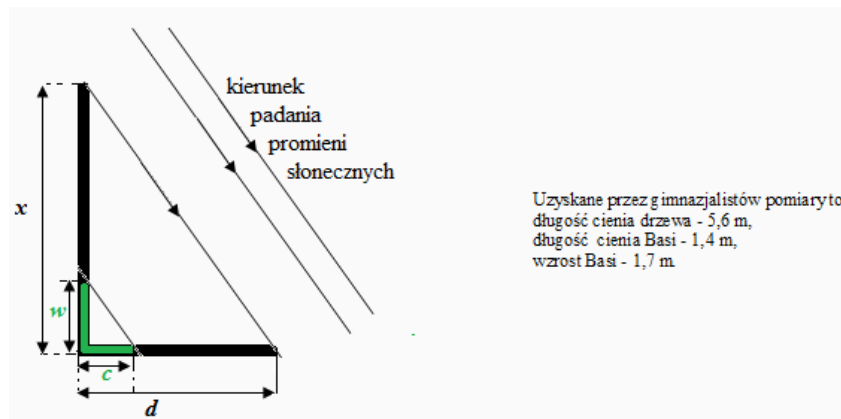 kierunek
padania
promieni
słonecznych
x
w
c
d
Uzyskane przez gimnazjalistów pomiary to
długość cienia drzewa - 5,6 m,
długość cienia Basi - 1,4 m,
wzrost Basi - 1,7 m.